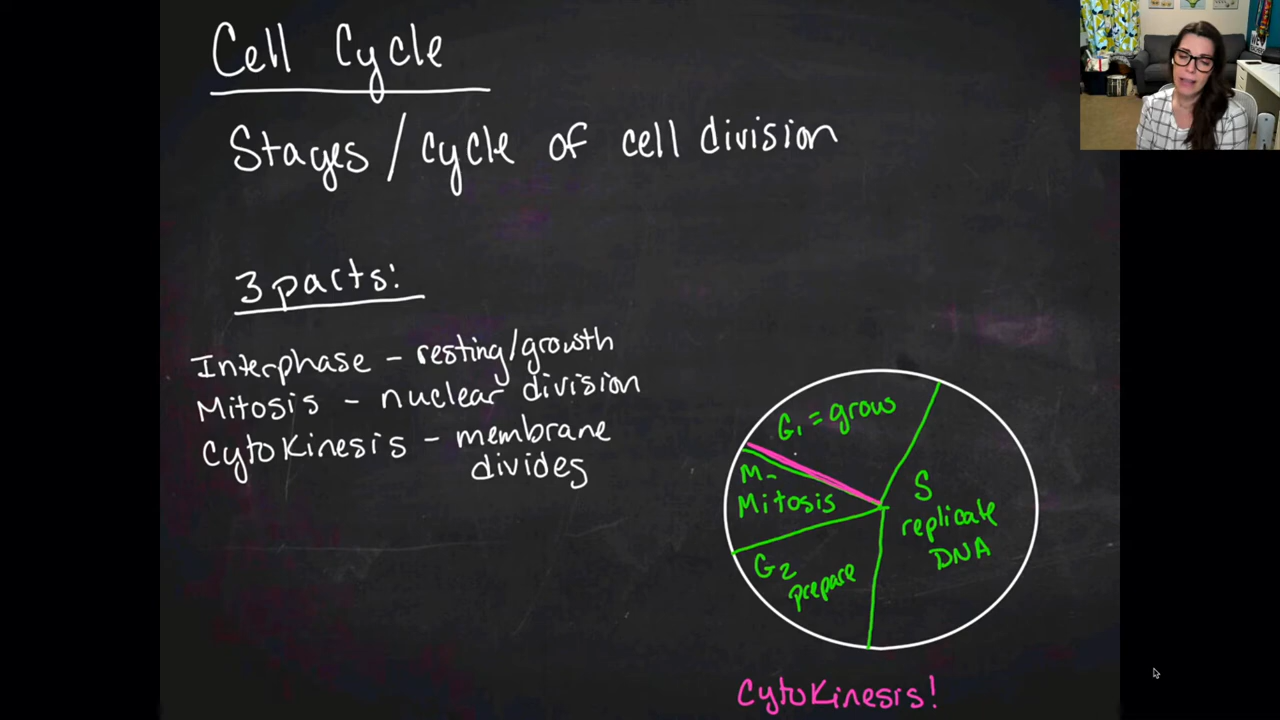 Cell Cycle
Stages / cycle of cell division
3 parts:
Interphase - resting/growth
Mitosis - nuclear division
Cytokinesis - membrane
divides
G1 = grows
M-
Mitosis
S
replicate
DNA
G2
prepare
Cytokinesis!